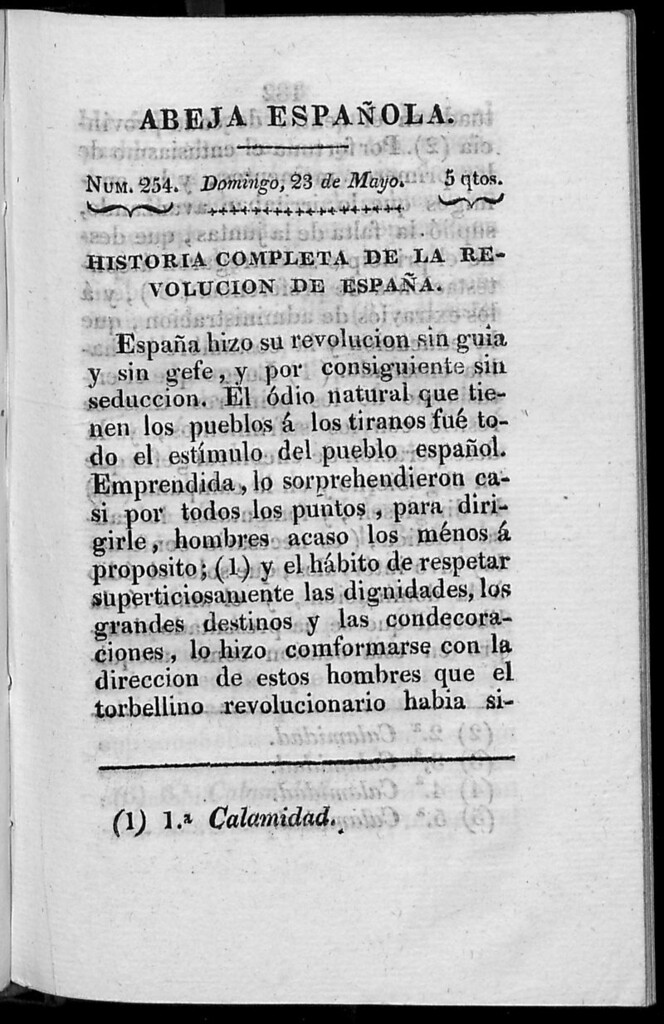 ABEJA ESPAÑOLA.
NUM. 254. Domingo, 23 de Mayo. 5 qtos.
HISTORIA COMPLETA DE LA RE-
VOLUCION DE ESPAÑA.
España hizo su revolucion sin guia
y sin gefe, y por consiguiente sin
seduccion. El ódio natural que tie-
nen los pueblos á los tiranos fué to-
do el estímulo del pueblo español.
Emprendida, lo sorprehendieron ca-
si por todos los puntos, para diri-
girle, hombres acaso los ménos á
proposito; (1) y el hábito de respetar
superticiosamente las dignidades, los
grandes destinos y las condecora-
ciones, lo hizo comformarse con la
direccion de estos hombres que el
torbellino revolucionario habia si-
(1) 1.ª Calamidad.